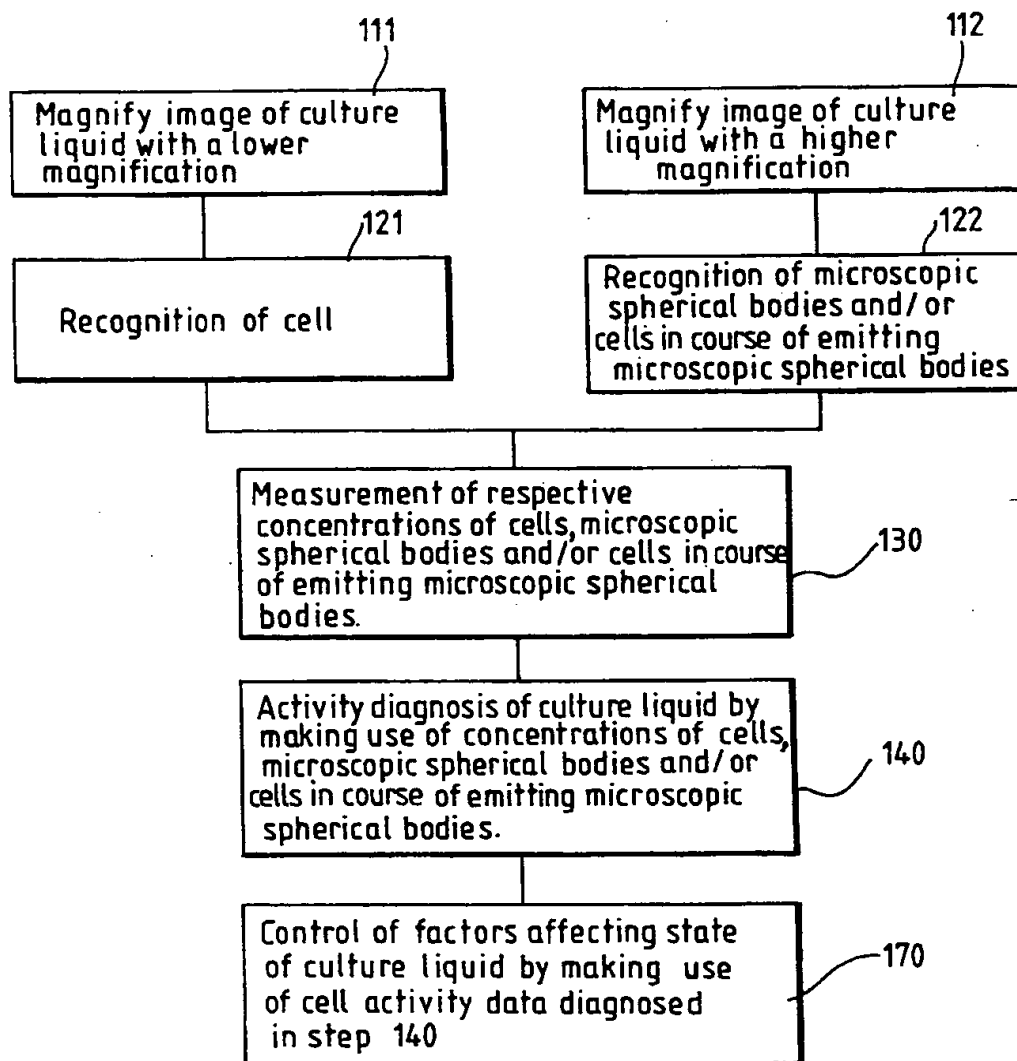 111
112
Magnify image of culture
liquid with a lower
magnification
Magnify image of culture
liquid with a higher
magnification
121
122
Recognition of cell
Recognition of microscopic
spherical bodies and/or
cells in course of emitting
microscopic spherical bodies
Measurement of respective
concentrations of cells, microscopic
spherical bodies and/or cells in course
of emitting microscopic spherical
bodies.
130
Activity diagnosis of culture liquid by
making use of concentrations of cells,
microscopic spherical bodies and/or
cells in course of emitting microscopic
spherical bodies.
140
Control of factors affecting state
of culture liquid by making use
of cell activity data diagnosed
in step 140
170